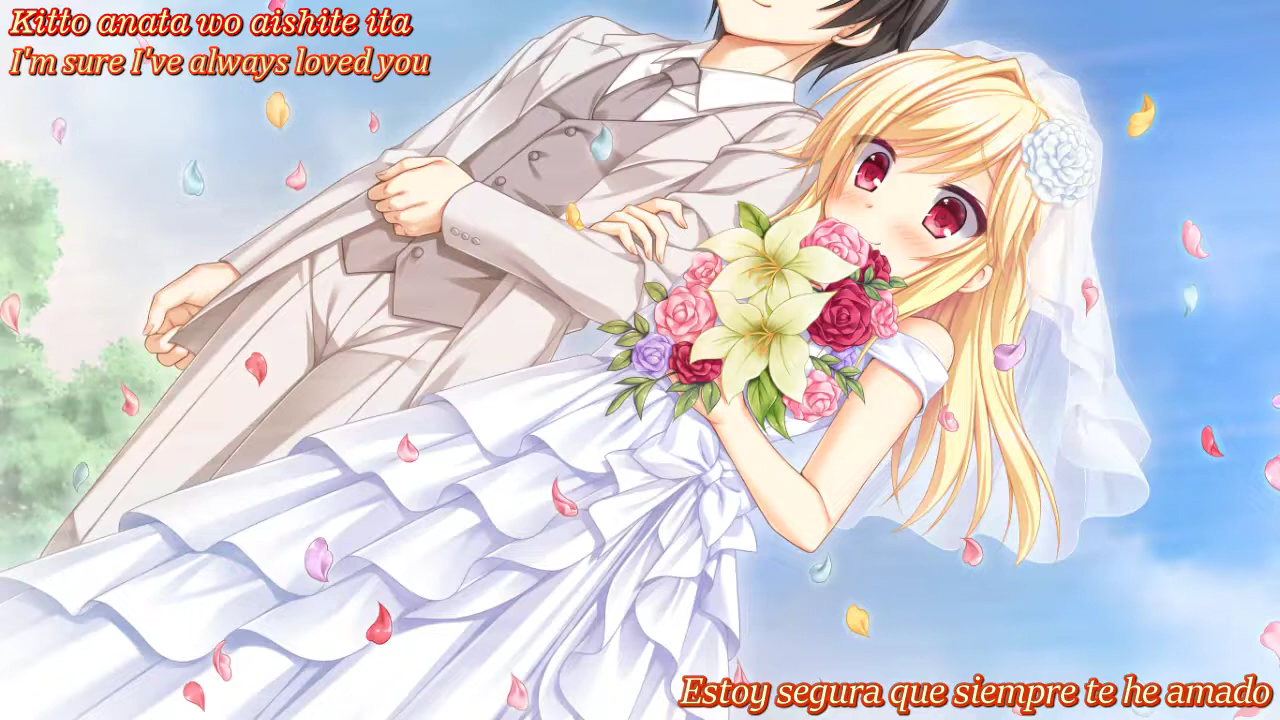 Kitto anata wo aishite ita
I'm sure I've always loved you
Estoy segura que siempre te he amado